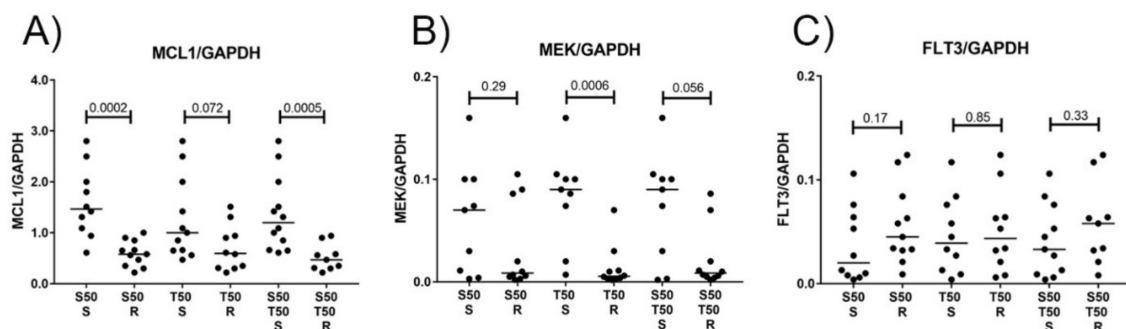 A)
MCL1/GAPDH
MCL1/GAPDH
4.0
3.0
2.0
1.0
0.0
0.0002
0.072
0.0005
S50 S50 T50 T50 S50 S50
S R S R T50 T50
S R
B)
MEK/GAPDH
MEK/GAPDH
0.2
0.1
0.0
0.29
0.0006
0.056
S50 S50 T50 T50 S50 S50
S R S R T50 T50
S R
C)
FLT3/GAPDH
FLT3/GAPDH
0.2
0.1
0.0
0.17
0.85
0.33
S50 S50 T50 T50 S50 S50
S R S R T50 T50
S R